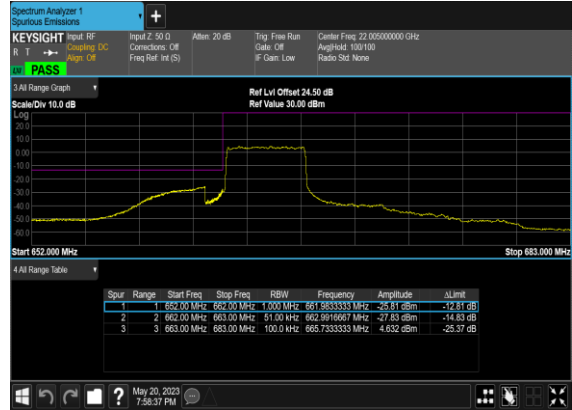 Spectrum Analyzer 1
Spurious Emissions
KEYSIGHT Input: RF Input Z: 50 Ω Atten: 20 dB Trig: Free Run Center Freq: 22.005000000 GHz
R T Coupling: DC Corrections: Off Gate: Off Avg|Hold: 100/100
Align: Off Freq Ref: Int (S) IF Gain: Low Radio Std: None
PASS
3 All Range Graph
Ref Lvl Offset 24.50 dB
Scale/Div 10.0 dB Ref Value 30.00 dBm
Log
20.0
10.0
0.00
-10.0
-20.0
-30.0
-40.0
-50.0
-60.0
Start 652.000 MHz Stop 683.000 MHz
4 All Range Table
Spur Range Start Freq Stop Freq RBW Frequency Amplitude ΔLimit
1 1 652.00 MHz 662.00 MHz 1.000 MHz 661.9833333 MHz -25.81 dBm -12.81 dB
2 2 662.00 MHz 663.00 MHz 51.00 kHz 662.9916667 MHz -27.83 dBm -14.83 dB
3 3 663.00 MHz 683.00 MHz 100.0 kHz 665.7333333 MHz 4.632 dBm -25.37 dB
? May 20, 2023
7:58:37 PM